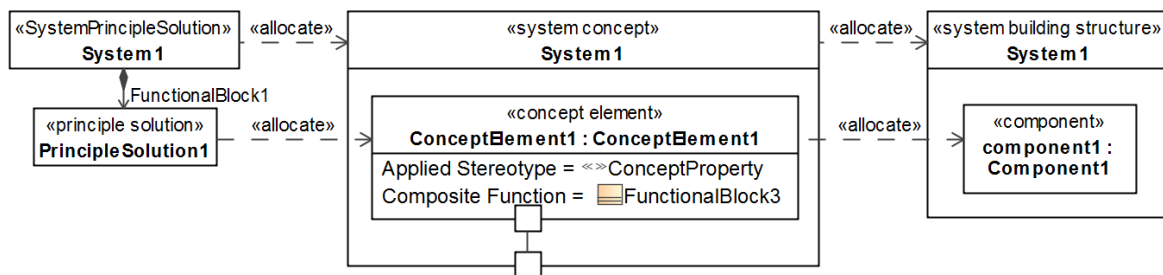 «SystemPrincipleSolution»
System1
«allocate»
«system concept»
System1
«allocate»
«system building structure»
System1
FunctionalBlock1
«principle solution»
PrincipleSolution1
«allocate»
«concept element»
ConceptElement1 : ConceptElement1
Applied Stereotype = «»ConceptProperty
Composite Function = FunctionalBlock3
«allocate»
«component»
component1 :
Component1